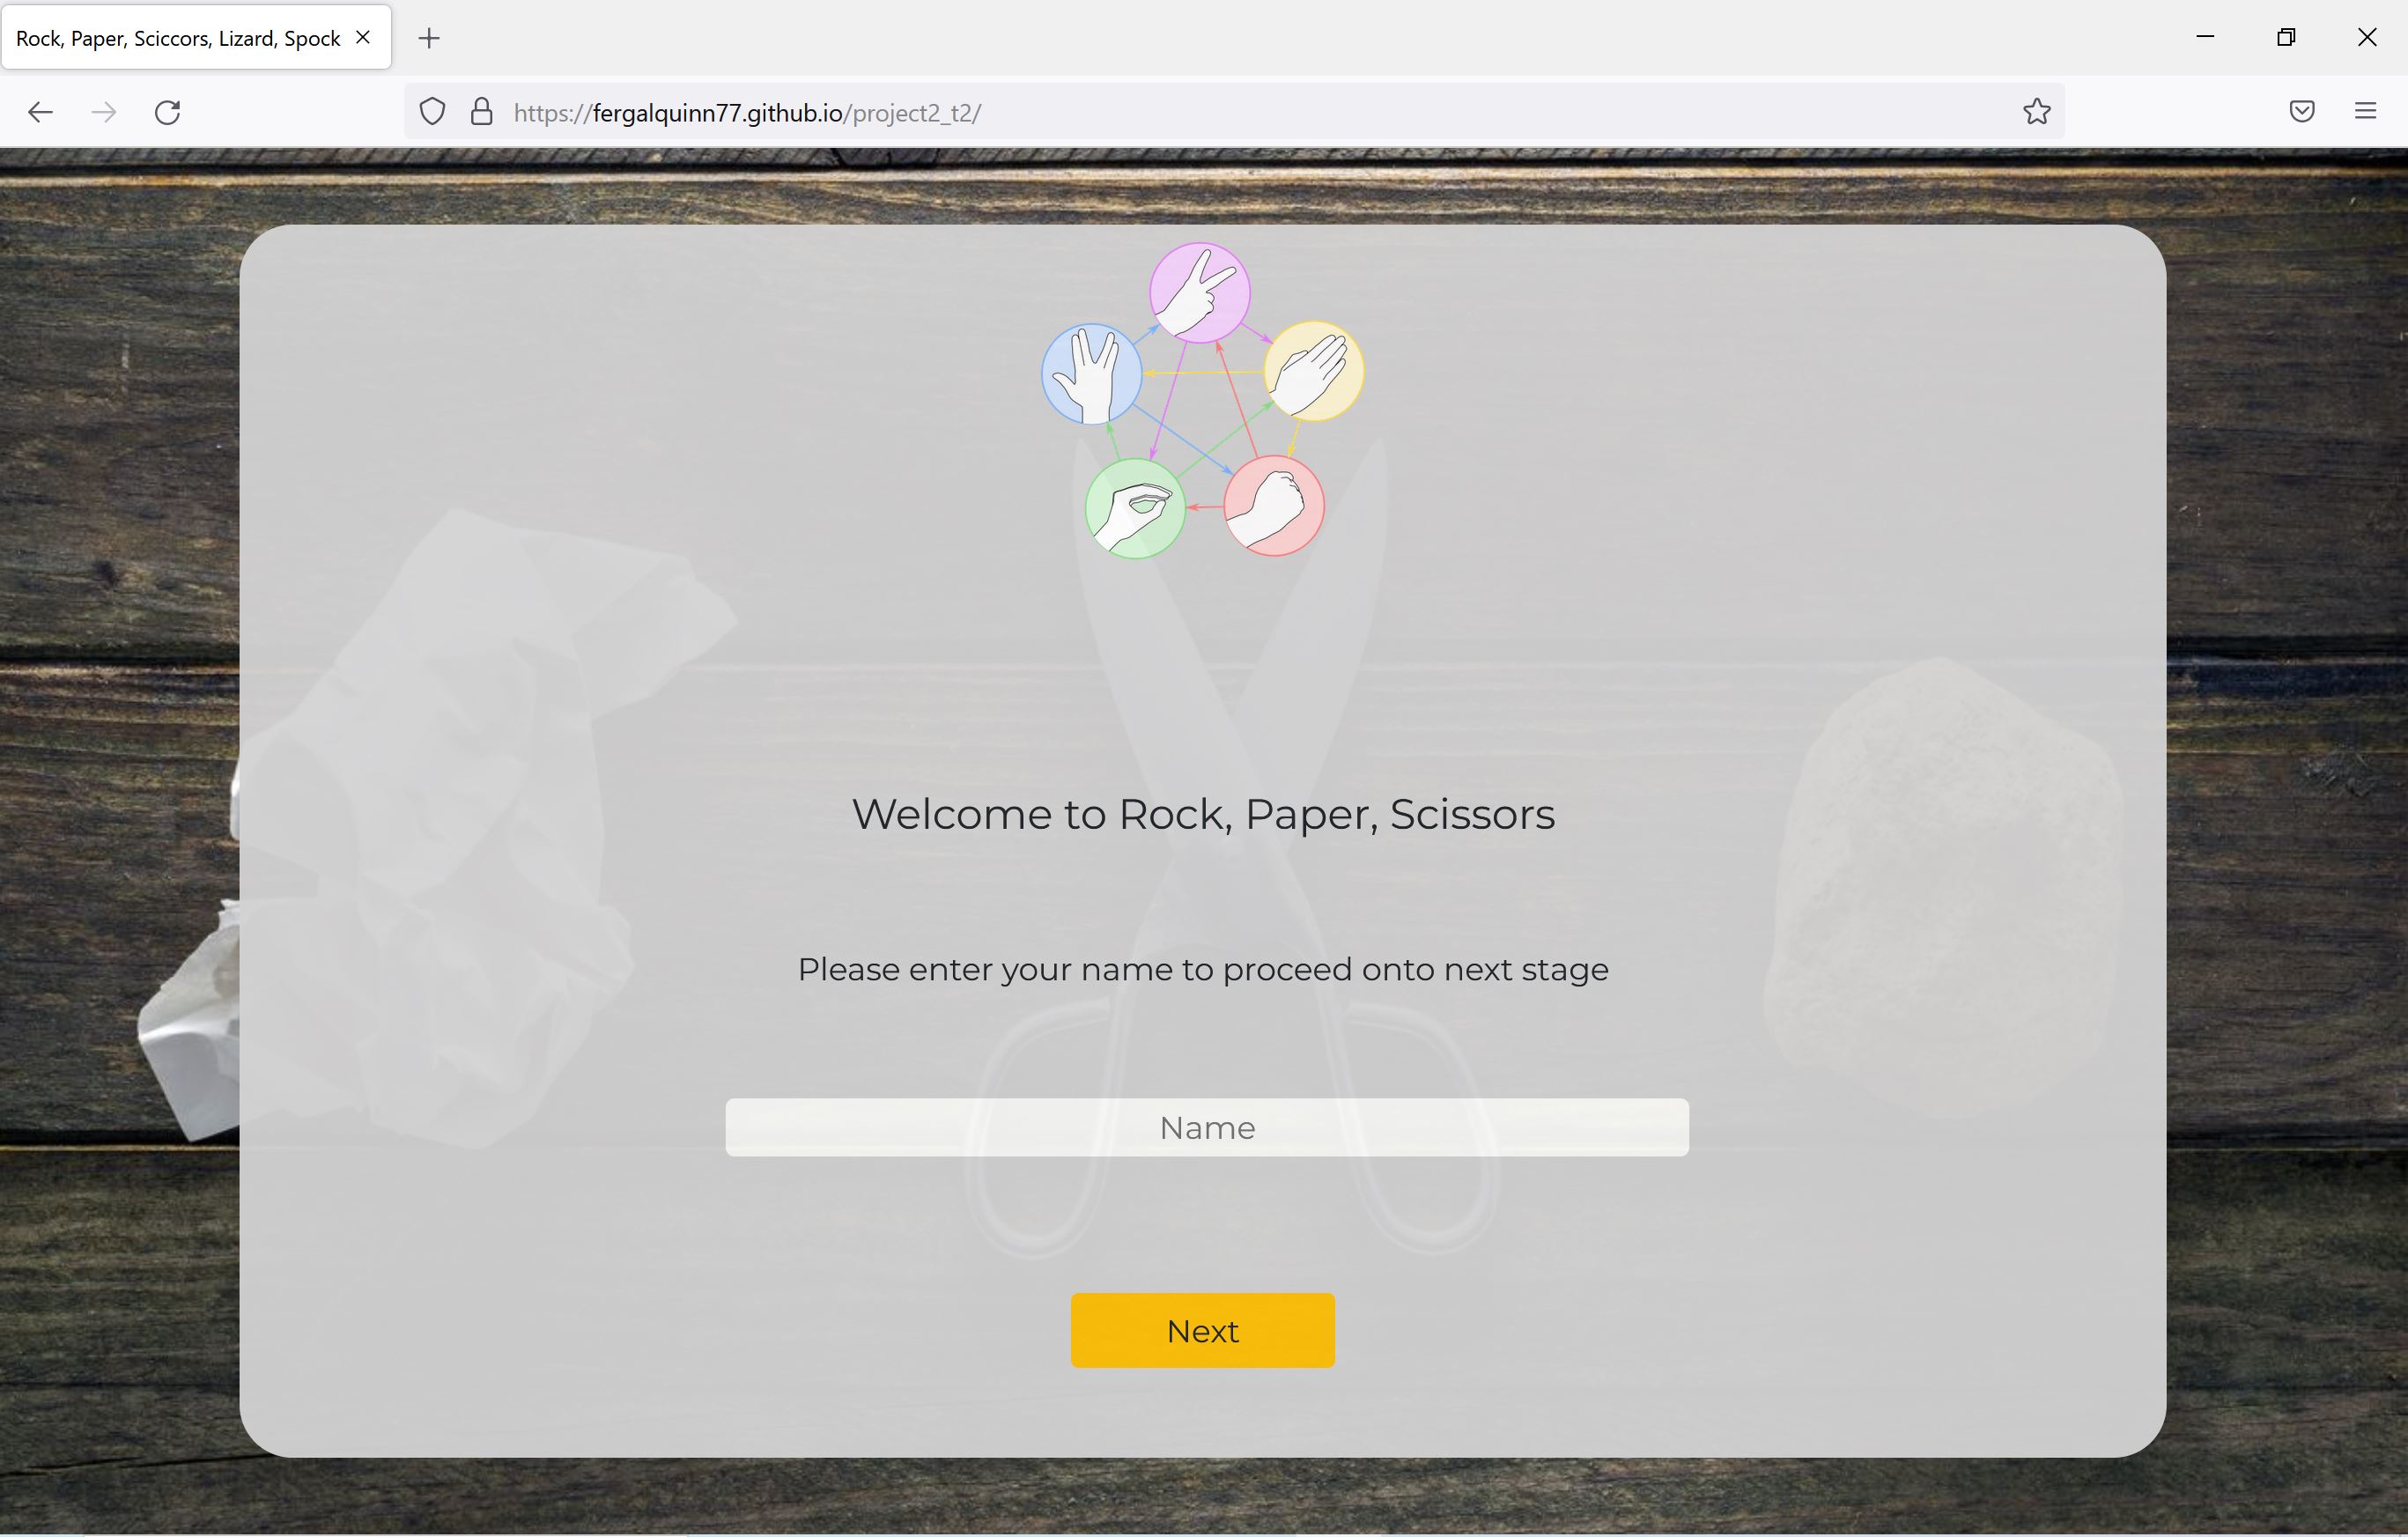 Rock, Paper, Sciccors, Lizard, Spock
https://fergalquinn77.github.io/project2_t2/
Welcome to Rock, Paper, Scissors
Please enter your name to proceed onto next stage
Name
Next